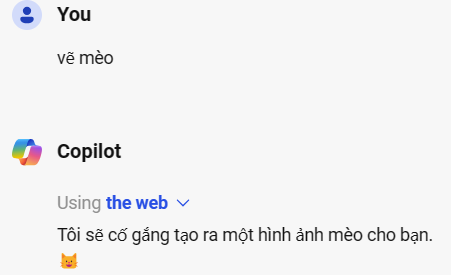 You
vẽ mèo
Copilot
Using the web
Tôi sẽ cố gắng tạo ra một hình ảnh mèo cho bạn.